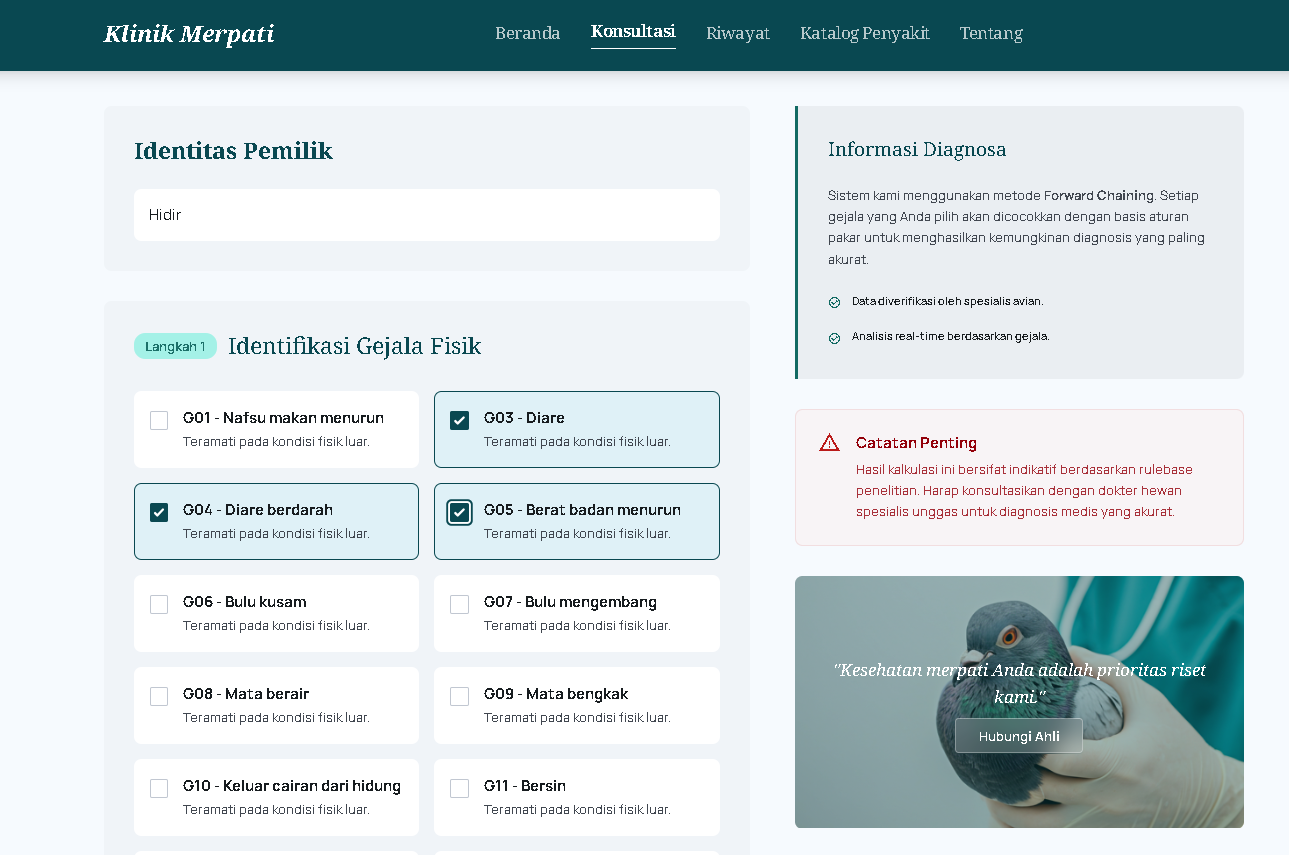 Klinik Merpati
Beranda
Konsultasi
Riwayat
Katalog Penyakit
Tentang
Identitas Pemilik
Hidir
Langkah 1
Identifikasi Gejala Fisik
G01 - Nafsu makan menurun
Teramati pada kondisi fisik luar.
G03 - Diare
Teramati pada kondisi fisik luar.
G04 - Diare berdarah
Teramati pada kondisi fisik luar.
G05 - Berat badan menurun
Teramati pada kondisi fisik luar.
G06 - Bulu kusam
Teramati pada kondisi fisik luar.
G07 - Bulu mengembang
Teramati pada kondisi fisik luar.
G08 - Mata berair
Teramati pada kondisi fisik luar.
G09 - Mata bengkak
Teramati pada kondisi fisik luar.
G10 - Keluar cairan dari hidung
Teramati pada kondisi fisik luar.
G11 - Bersin
Teramati pada kondisi fisik luar.
Informasi Diagnosa
Sistem kami menggunakan metode Forward Chaining. Setiap
gejala yang Anda pilih akan dicocokkan dengan basis aturan
pakar untuk menghasilkan kemungkinan diagnosis yang paling
akurat.
Data diverifikasi oleh spesialis avian.
Analisis real-time berdasarkan gejala.
Catatan Penting
Hasil kalkulasi ini bersifat indikatif berdasarkan rulebase
penelitian. Harap konsultasikan dengan dokter hewan
spesialis unggas untuk diagnosis medis yang akurat.
"Kesehatan merpati Anda adalah prioritas riset
kami."
Hubungi Ahli